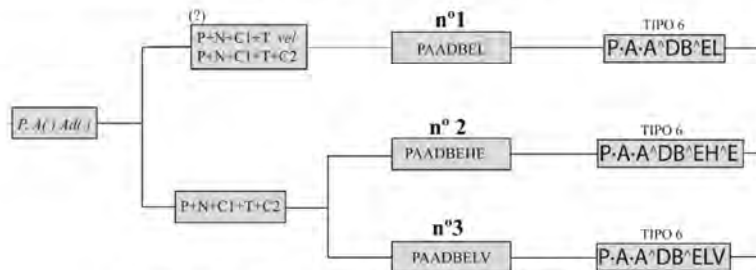 (?)
P+N+C1+T vel
P+N+C1+T+C2
nº1
PAADBEL
TIPO 6
P·A·A^DB^EL
P. A( ) Ad( )
nº 2
PAADBEHE
TIPO 6
P·A·A^DB^EH^E
P+N+C1+T+C2
nº3
PAADBELV
TIPO 6
P·A·A^DB^ELV